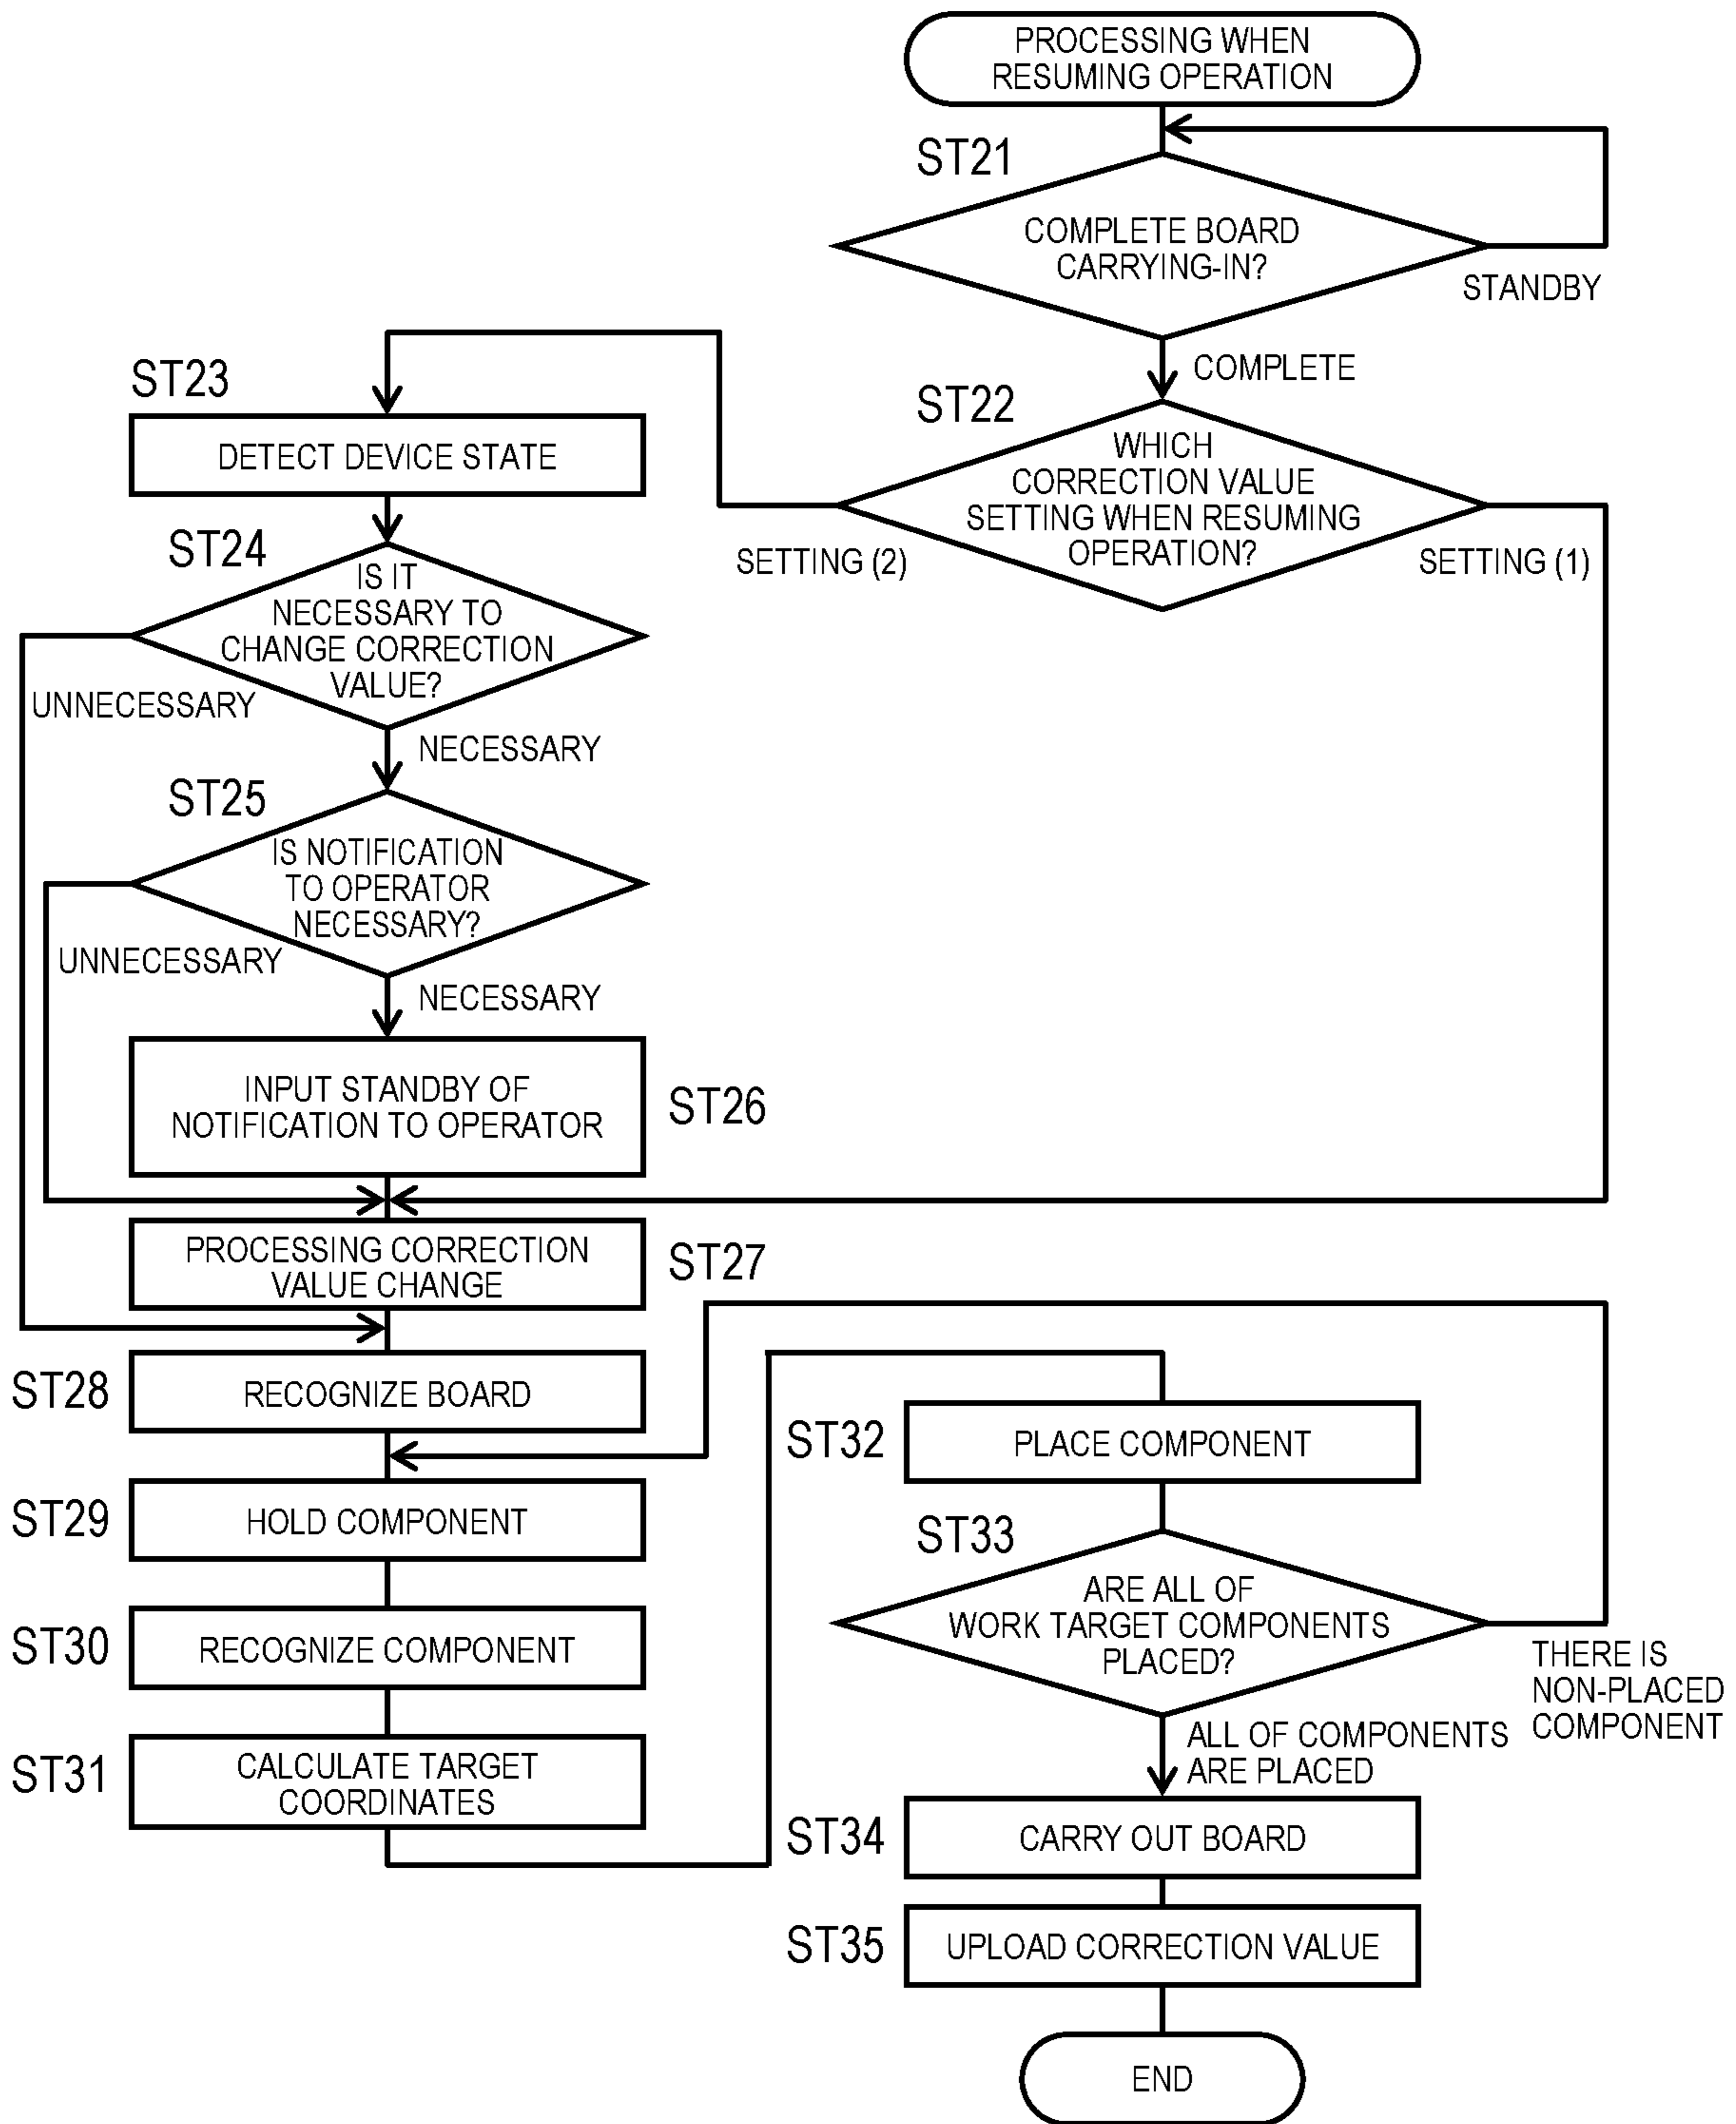 PROCESSING WHEN
RESUMING OPERATION
ST21
COMPLETE BOARD
CARRYING-IN?
STANDBY
COMPLETE
ST22
WHICH
CORRECTION VALUE
SETTING WHEN RESUMING
OPERATION?
SETTING (2)
SETTING (1)
ST23
DETECT DEVICE STATE
ST24
IS IT
NECESSARY TO
CHANGE CORRECTION
VALUE?
UNNECESSARY
NECESSARY
ST25
IS NOTIFICATION
TO OPERATOR
NECESSARY?
UNNECESSARY
NECESSARY
INPUT STANDBY OF
NOTIFICATION TO OPERATOR
ST26
PROCESSING CORRECTION
VALUE CHANGE
ST27
ST28
RECOGNIZE BOARD
ST29
HOLD COMPONENT
ST30
RECOGNIZE COMPONENT
ST31
CALCULATE TARGET
COORDINATES
ST32
PLACE COMPONENT
ST33
ARE ALL OF
WORK TARGET COMPONENTS
PLACED?
THERE IS
NON-PLACED
COMPONENT
ALL OF COMPONENTS
ARE PLACED
ST34
CARRY OUT BOARD
ST35
UPLOAD CORRECTION VALUE
END